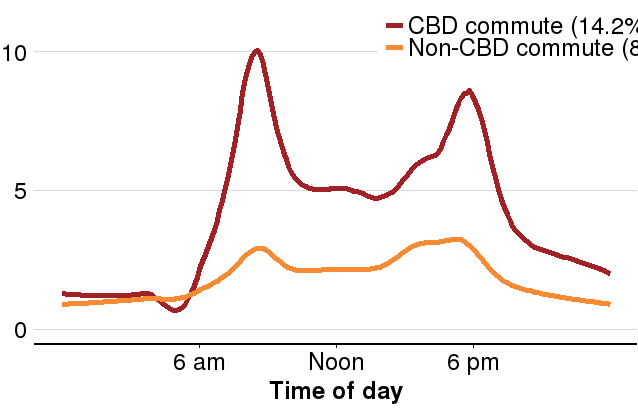 CBD commute (14.2%
Non-CBD commute (8
10
5
0
6 am Noon 6 pm
Time of day